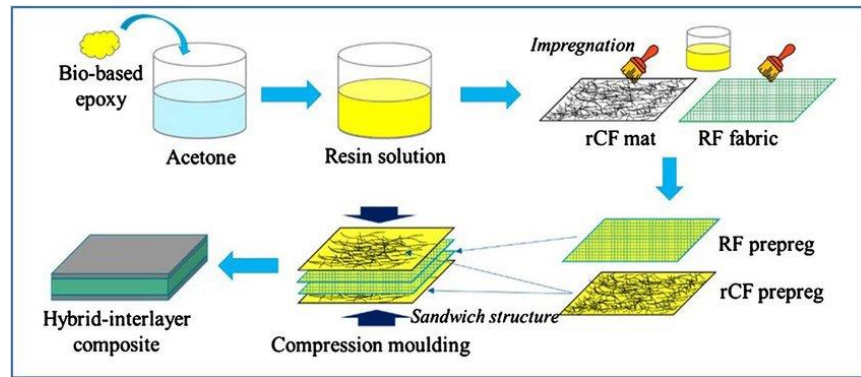 Bio-based
epoxy
Acetone
Resin solution
Impregnation
rCF mat
RF fabric
RF prepreg
rCF prepreg
Sandwich structure
Compression moulding
Hybrid-interlayer
composite